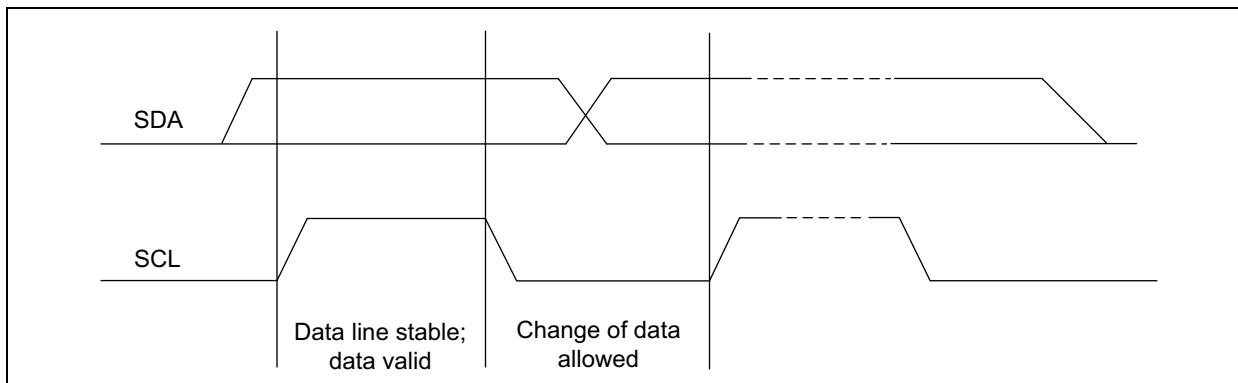 SDA
SCL
Data line stable;
data valid
Change of data
allowed